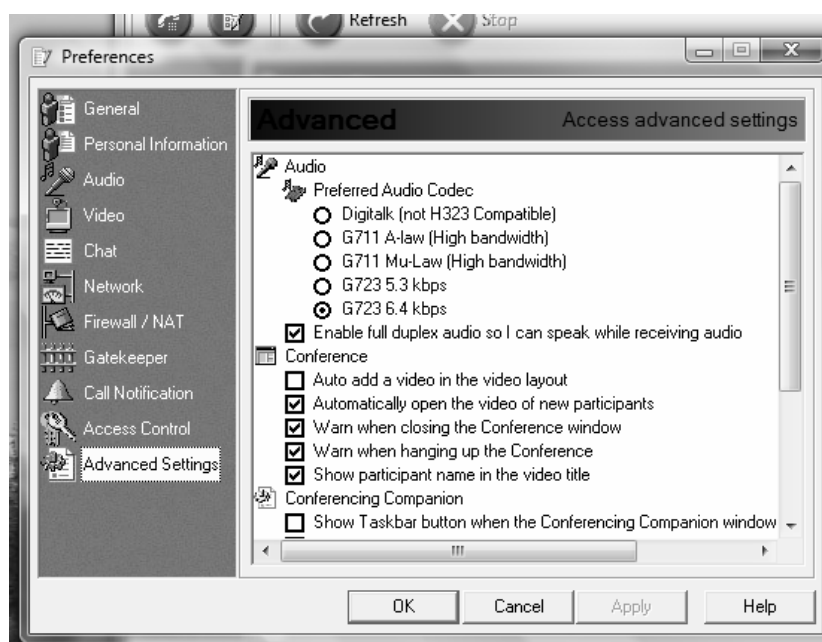 Refresh Stop
Preferences
General
Personal Information
Audio
Video
Chat
Network
Firewall / NAT
Gatekeeper
Call Notification
Access Control
Advanced Settings
Advanced Access advanced settings
Audio
Preferred Audio Codec
Digitalk (not H323 Compatible)
G711 A-law (High bandwidth)
G711 Mu-Law (High bandwidth)
G723 5.3 kbps
G723 6.4 kbps
Enable full duplex audio so I can speak while receiving audio
Conference
Auto add a video in the video layout
Automatically open the video of new participants
Warn when closing the Conference window
Warn when hanging up the Conference
Show participant name in the video title
Conferencing Companion
Show Taskbar button when the Conferencing Companion window
OK Cancel Apply Help